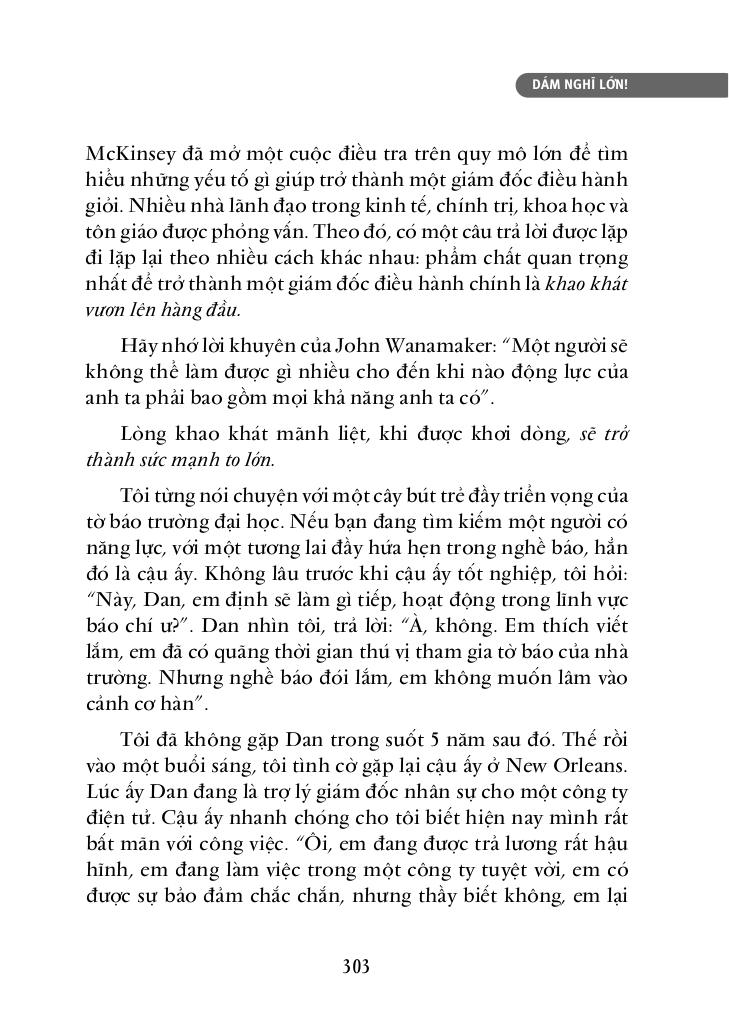 DÁM NGHĨ LỚN!
McKinsey đã mở một cuộc điều tra trên quy mô lớn để tìm
hiểu những yếu tố gì giúp trở thành một giám đốc điều hành
giỏi. Nhiều nhà lãnh đạo trong kinh tế, chính trị, khoa học và
tôn giáo được phỏng vấn. Theo đó, có một câu trả lời được lặp
đi lặp lại theo nhiều cách khác nhau: phẩm chất quan trọng
nhất để trở thành một giám đốc điều hành chính là khao khát
vươn lên hàng đầu.
Hãy nhớ lời khuyên của John Wanamaker: “Một người sẽ
không thể làm được gì nhiều cho đến khi nào động lực của
anh ta phải bao gồm mọi khả năng anh ta có”.
Lòng khao khát mãnh liệt, khi được khơi dòng, sẽ trở
thành sức mạnh to lớn.
Tôi từng nói chuyện với một cây bút trẻ đầy triển vọng của
tờ báo trường đại học. Nếu bạn đang tìm kiếm một người có
năng lực, với một tương lai đầy hứa hẹn trong nghề báo, hẳn
đó là cậu ấy. Không lâu trước khi cậu ấy tốt nghiệp, tôi hỏi:
“Này, Dan, em định sẽ làm gì tiếp, hoạt động trong lĩnh vực
báo chí ư?”. Dan nhìn tôi, trả lời: “À, không. Em thích viết
lắm, em đã có quãng thời gian thú vị tham gia tờ báo của nhà
trường. Nhưng nghề báo đói lắm, em không muốn lâm vào
cảnh cơ hàn”.
Tôi đã không gặp Dan trong suốt 5 năm sau đó. Thế rồi
vào một buổi sáng, tôi tình cờ gặp lại cậu ấy ở New Orleans.
Lúc ấy Dan đang là trợ lý giám đốc nhân sự cho một công ty
điện tử. Cậu ấy nhanh chóng cho tôi biết hiện nay mình rất
bất mãn với công việc. “Ôi, em đang được trả lương rất hậu
hĩnh, em đang làm việc trong một công ty tuyệt vời, em có
được sự bảo đảm chắc chắn, nhưng thầy biết không, em lại
303